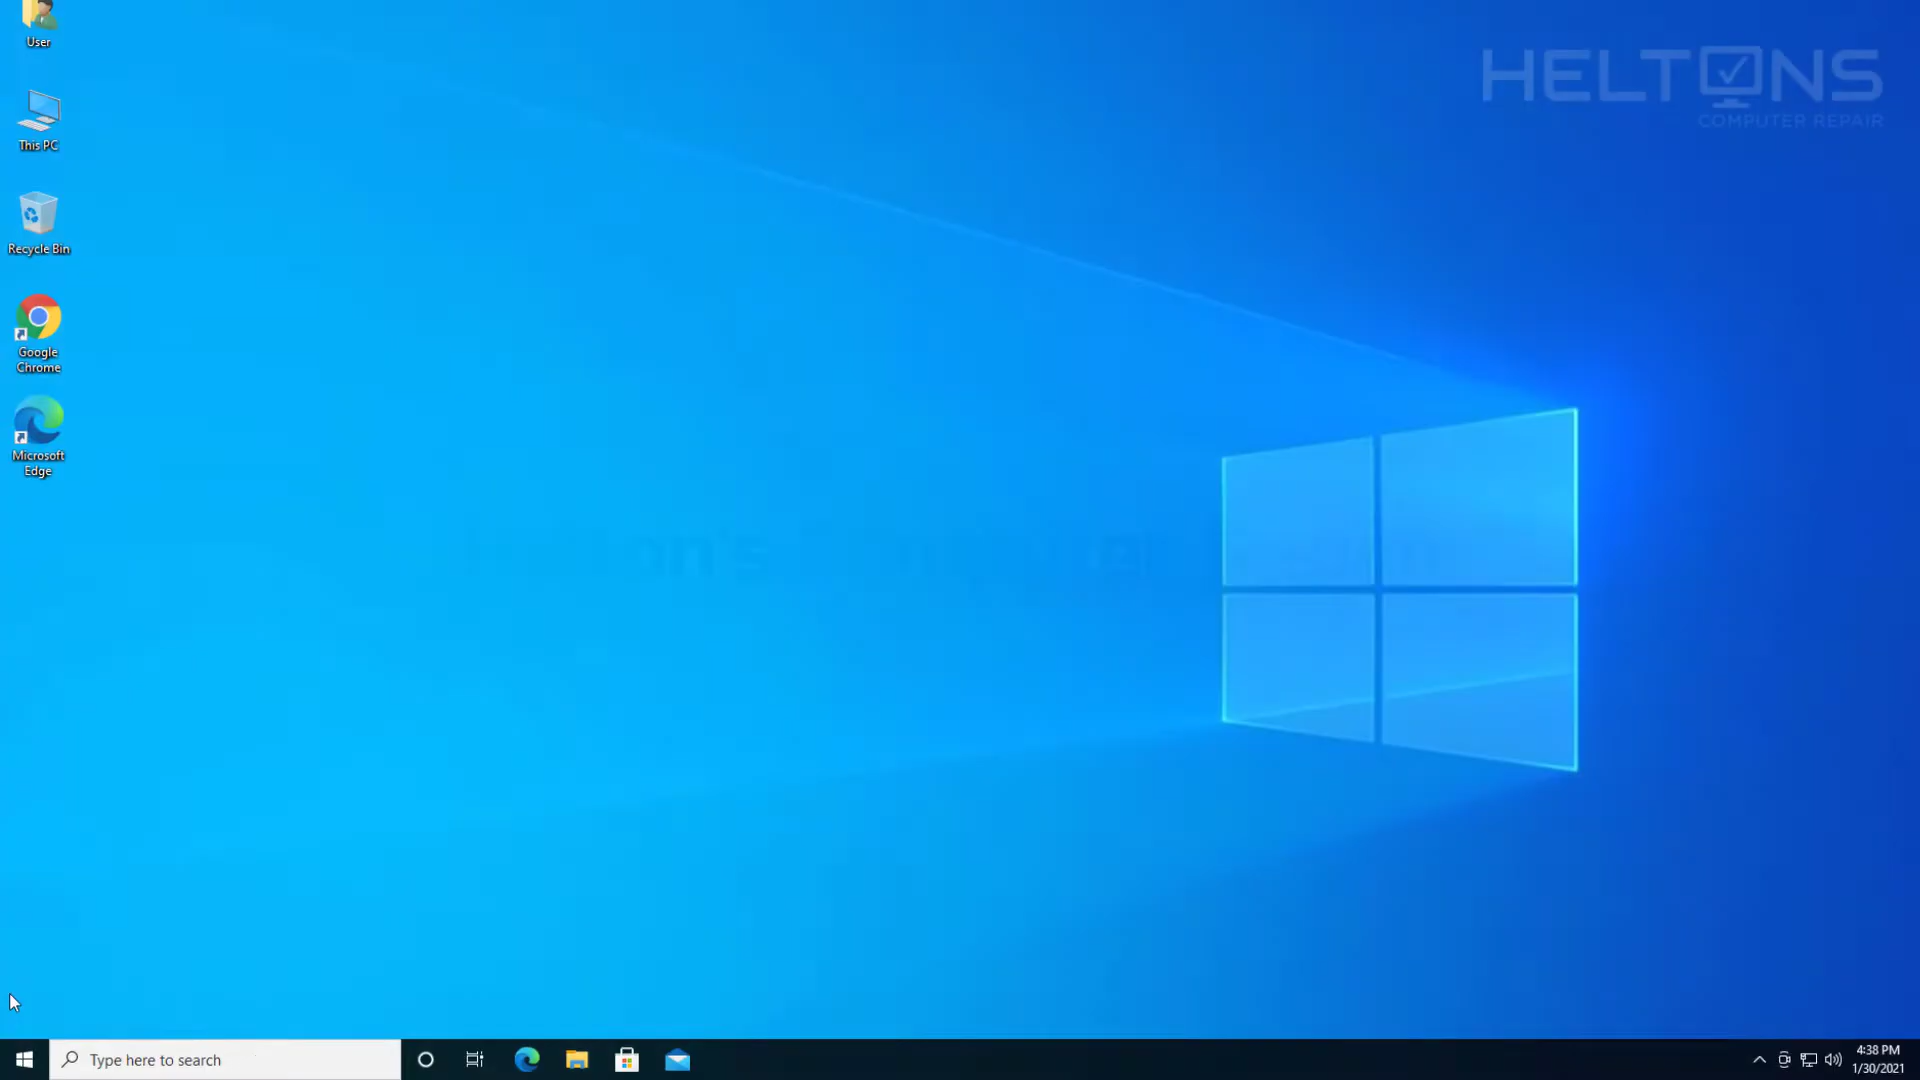 User
HELTONS
COMPUTER REPAIR
This PC
Recycle Bin
Google
Chrome
Microsoft
Edge
Type here to search
4:38 PM
1/30/2021